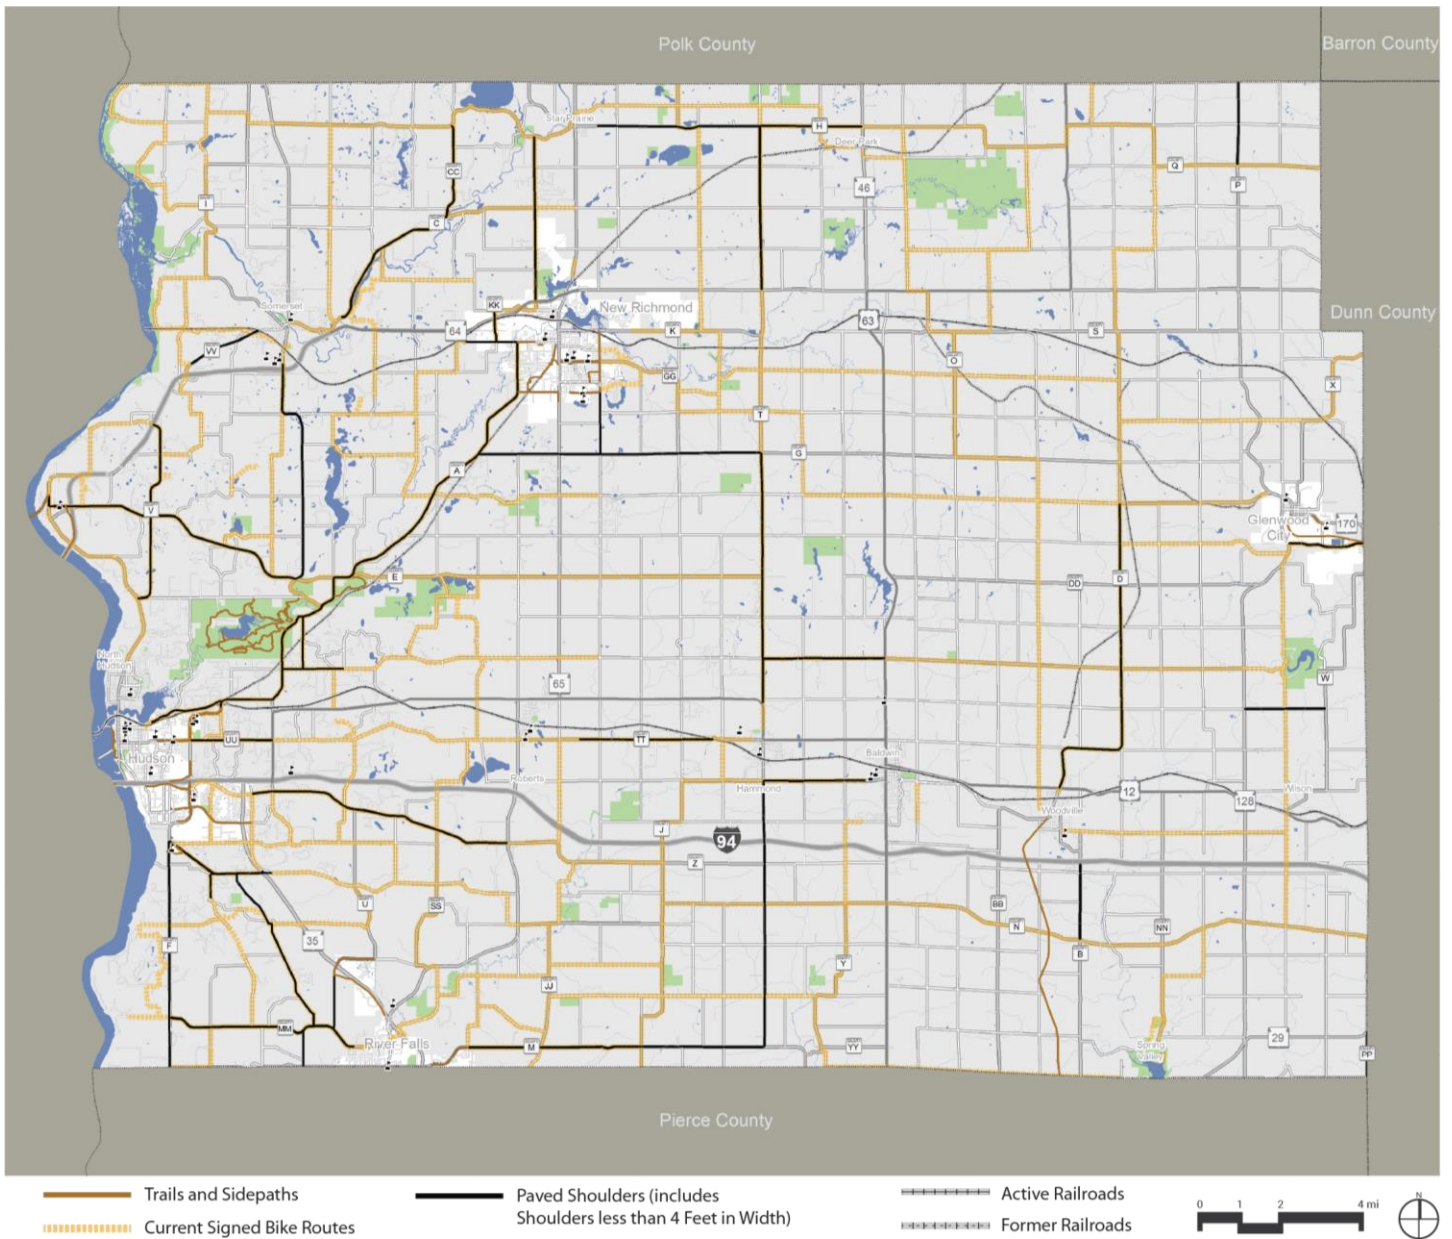 Polk County
Barron County
Star Prairie
H
Deer Park
CC
Q
P
46
I
C
Somerset
KK
New Richmond
Dunn County
64
63
K
S
VV
O
GG
X
T
G
A
V
Glenwood
City
170
E
DD
D
North
Hudson
W
65
UU
TT
Baldwin
Hudson
Roberts
Hammond
12
128
Wilson
Woodville
J
94
Z
U
SS
BB
N
NN
35
F
B
Y
JJ
MM
River Falls
M
YY
Spring
Valley
29
PP
Pierce County
Trails and Sidepaths
Current Signed Bike Routes
Paved Shoulders (includes
Shoulders less than 4 Feet in Width)
Active Railroads
Former Railroads
0 1 2 4 mi
N